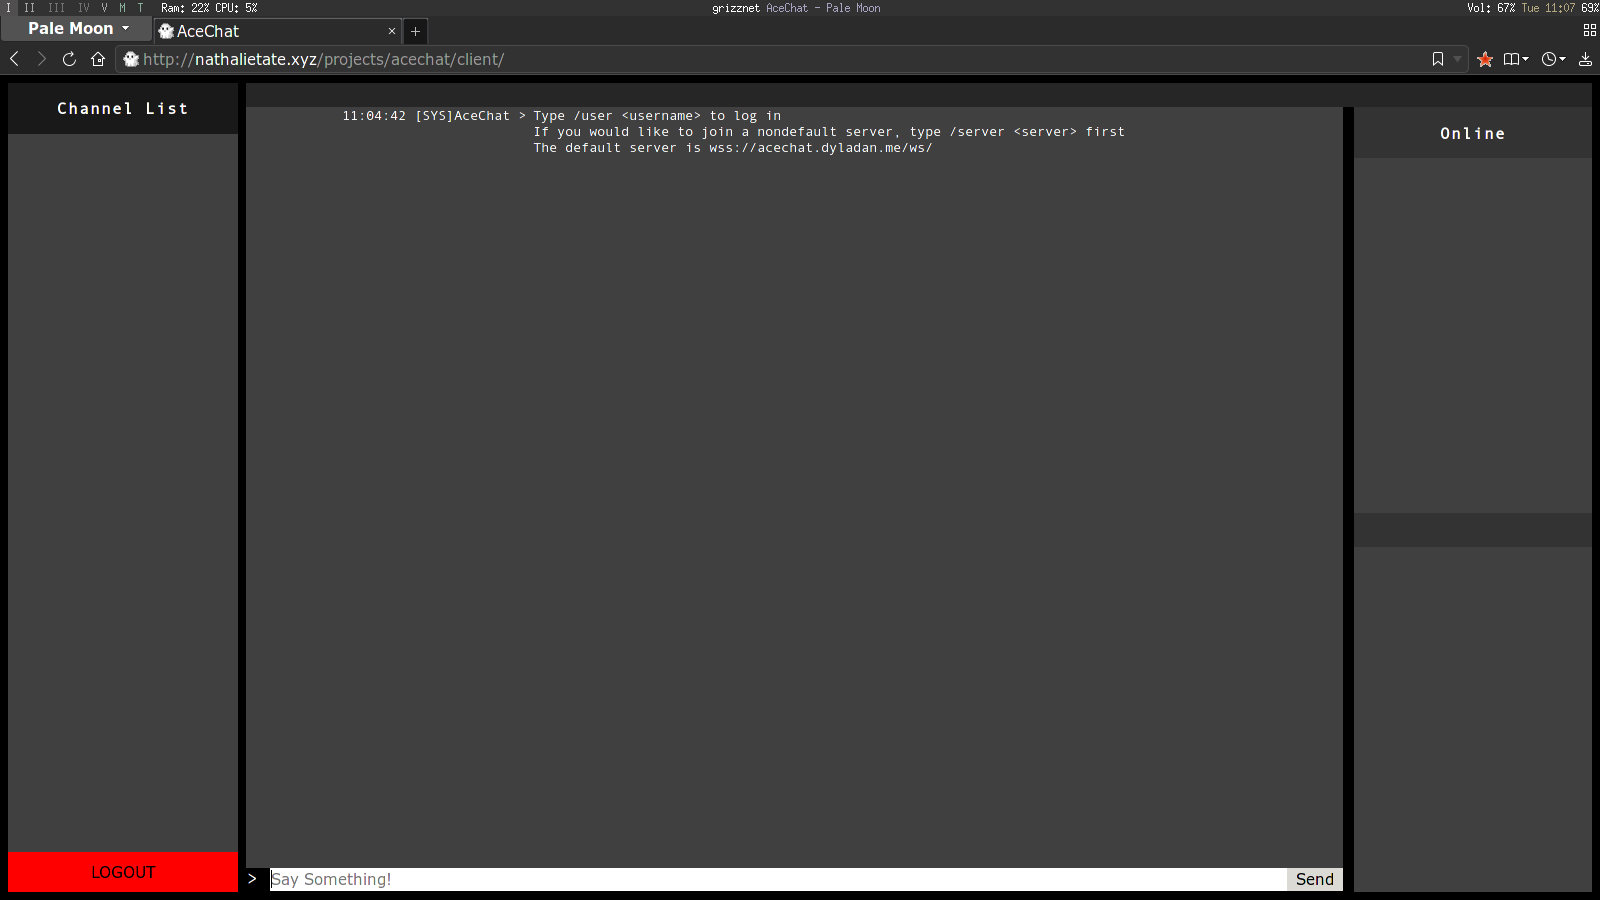 I II III IV V M T Ram: 22% CPU: 5% grizznet AceChat - Pale Moon Vol: 67% Tue 11:07 69%
Pale Moon AceChat × +
http://nathalietate.xyz/projects/acechat/client/
Channel List
11:04:42 [SYS]AceChat > Type /user <username> to log in
If you would like to join a nondefault server, type /server <server> first
The default server is wss://acechat.dyladan.me/ws/
Online
LOGOUT
> Say Something! Send